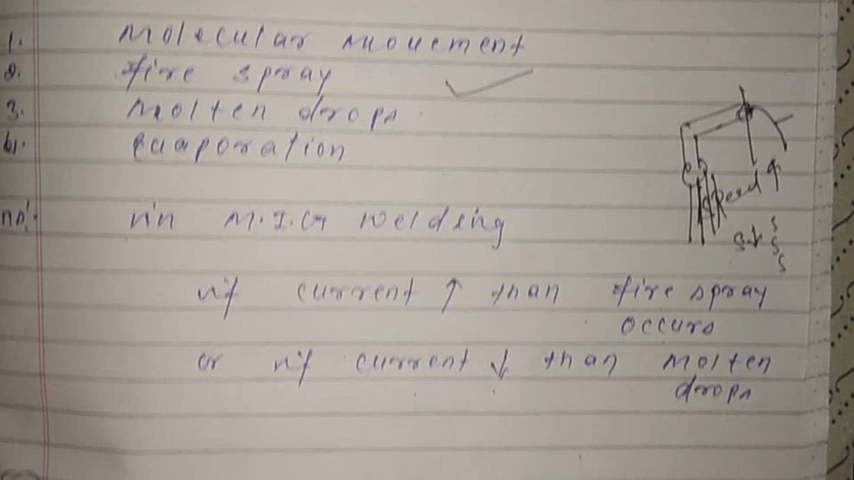 1. Molecular Movement
2. fire spray
3. Molten drops.
4. Evaporation
in M.I.G welding
if current ↑ than fire spray
occurs
or if current ↓ than molten
drops
speed ↑